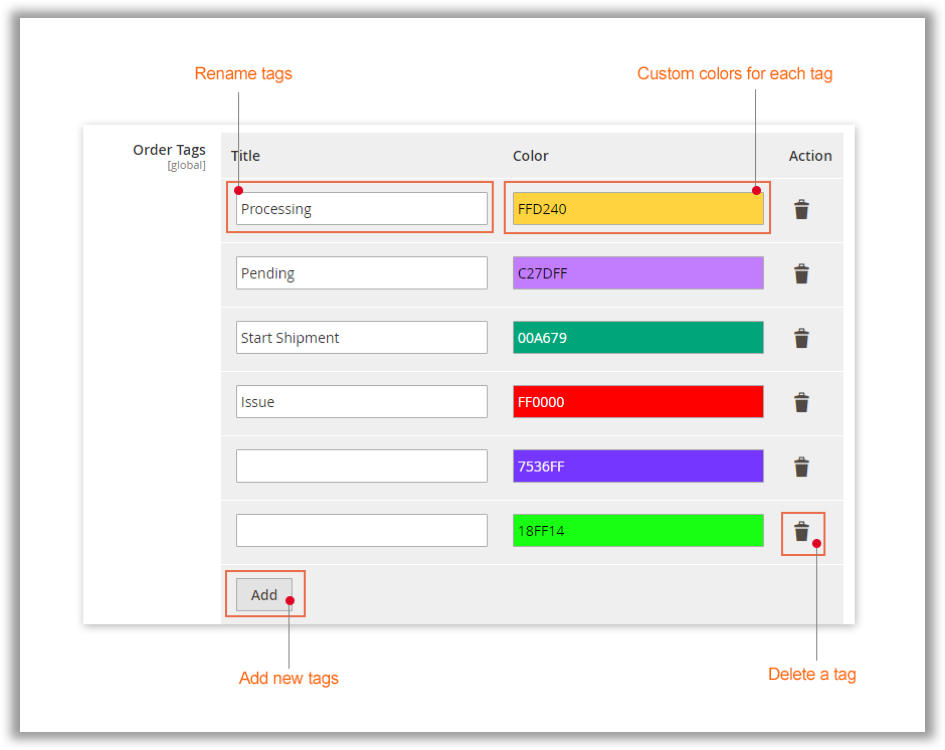 Rename tags
Custom colors for each tag
Order Tags
[global]
Title
Color
Action
Processing
FFD240
Pending
C27DFF
Start Shipment
00A679
Issue
FF0000
7536FF
18FF14
Add
Add new tags
Delete a tag